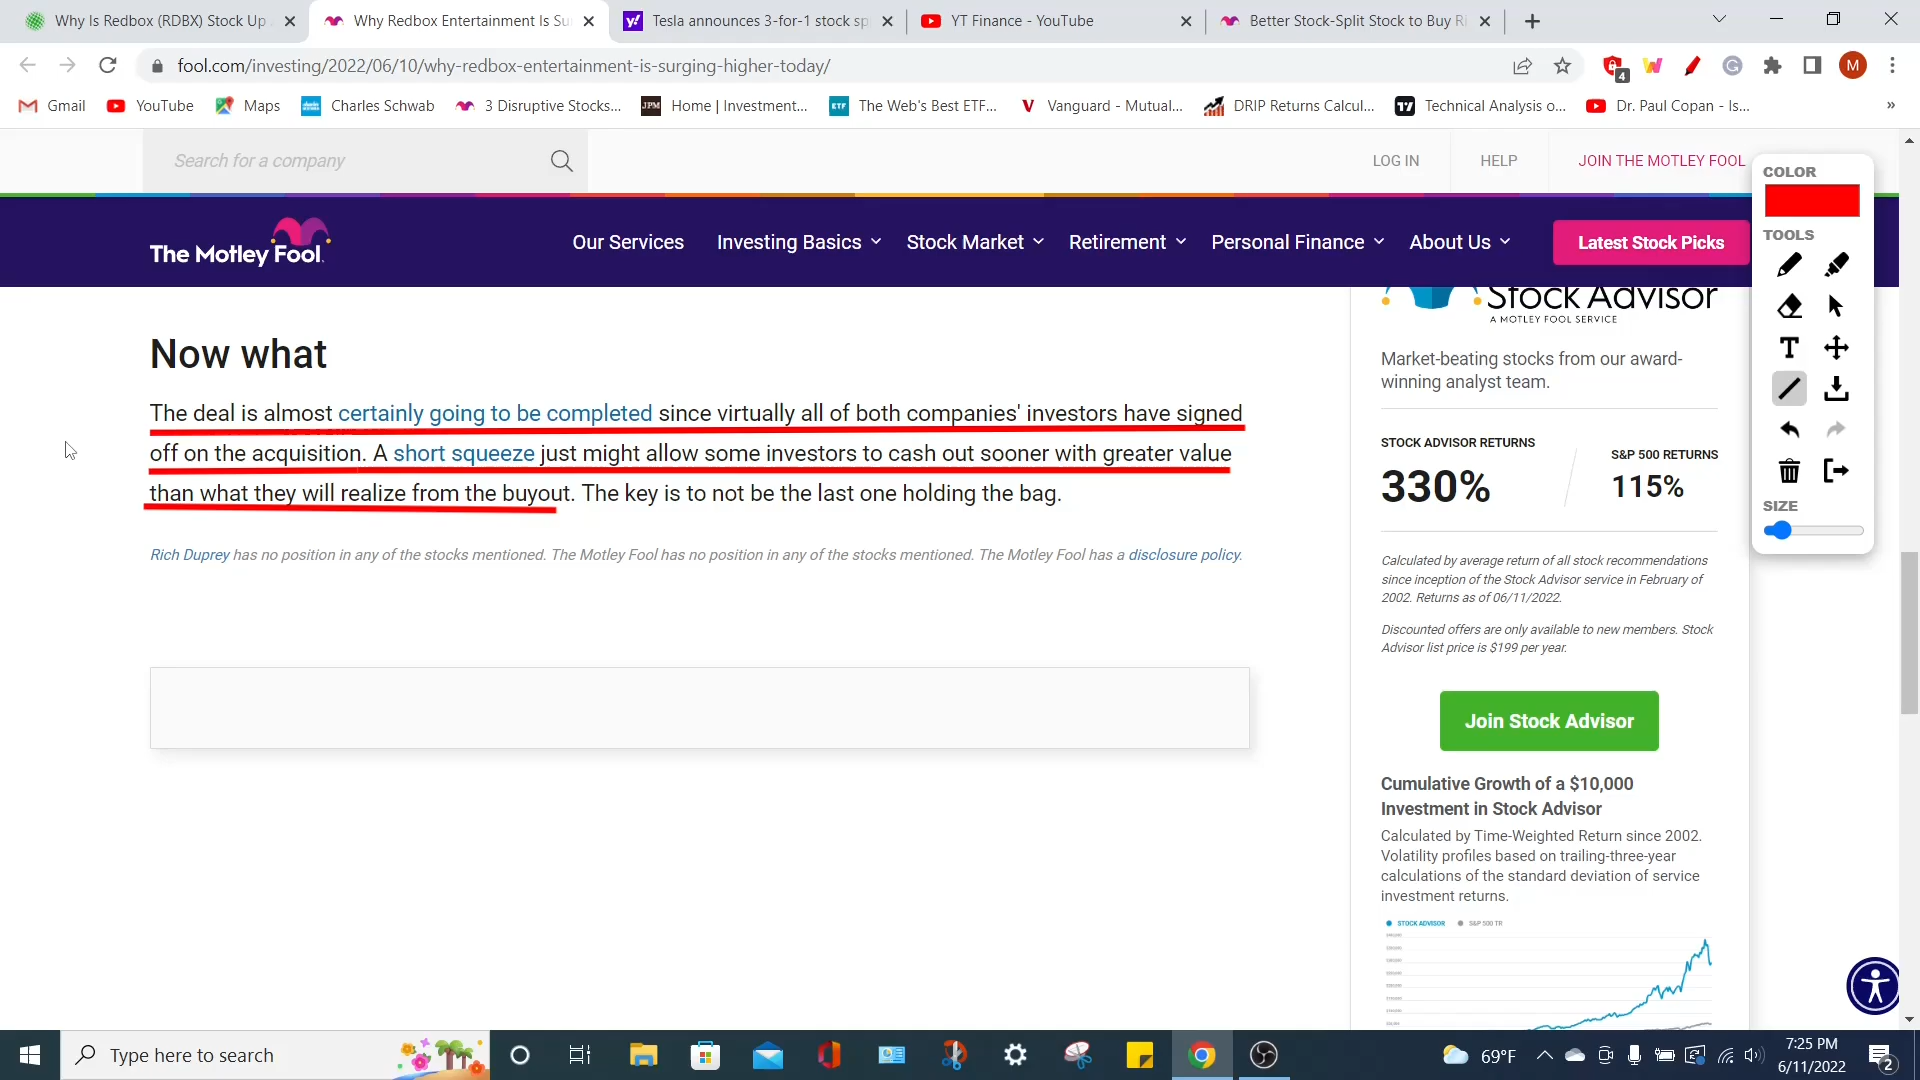 Why Is Redbox (RDBX) Stock Up
Why Redbox Entertainment Is Su
Tesla announces 3-for-1 stock sp
YT Finance - YouTube
Better Stock-Split Stock to Buy Ri
fool.com/investing/2022/06/10/why-redbox-entertainment-is-surging-higher-today/
4
M
Gmail
YouTube
Maps
Charles Schwab
3 Disruptive Stocks...
JPM
Home | Investment...
ETF
The Web's Best ETF...
Vanguard - Mutual...
DRIP Returns Calcul...
Technical Analysis o...
Dr. Paul Copan - Is...
»
Search for a company
LOG IN
HELP
JOIN THE MOTLEY FOOL
The Motley Fool.
Our Services
Investing Basics
Stock Market
Retirement
Personal Finance
About Us
Latest Stock Picks
COLOR
TOOLS
SIZE
Now what
The deal is almost certainly going to be completed since virtually all of both companies' investors have signed
off on the acquisition. A short squeeze just might allow some investors to cash out sooner with greater value
than what they will realize from the buyout. The key is to not be the last one holding the bag.
Rich Duprey has no position in any of the stocks mentioned. The Motley Fool has no position in any of the stocks mentioned. The Motley Fool has a disclosure policy.
Stock Advisor
A MOTLEY FOOL SERVICE
Market-beating stocks from our award-
winning analyst team.
STOCK ADVISOR RETURNS
330%
S&P 500 RETURNS
115%
Calculated by average return of all stock recommendations
since inception of the Stock Advisor service in February of
2002. Returns as of 06/11/2022.
Discounted offers are only available to new members. Stock
Advisor list price is $199 per year.
Join Stock Advisor
Cumulative Growth of a $10,000
Investment in Stock Advisor
Calculated by Time-Weighted Return since 2002.
Volatility profiles based on trailing-three-year
calculations of the standard deviation of service
investment returns.
STOCK ADVISOR
S&P 500 TR
Type here to search
69°F
7:25 PM
6/11/2022
2